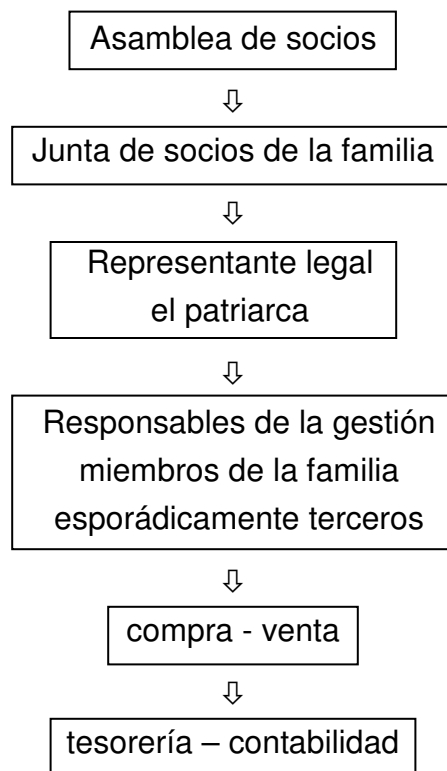 Asamblea de socios
⇩
Junta de socios de la familia
⇩
Representante legal
el patriarca
⇩
Responsables de la gestión
miembros de la familia
esporádicamente terceros
⇩
compra - venta
⇩
tesorería – contabilidad